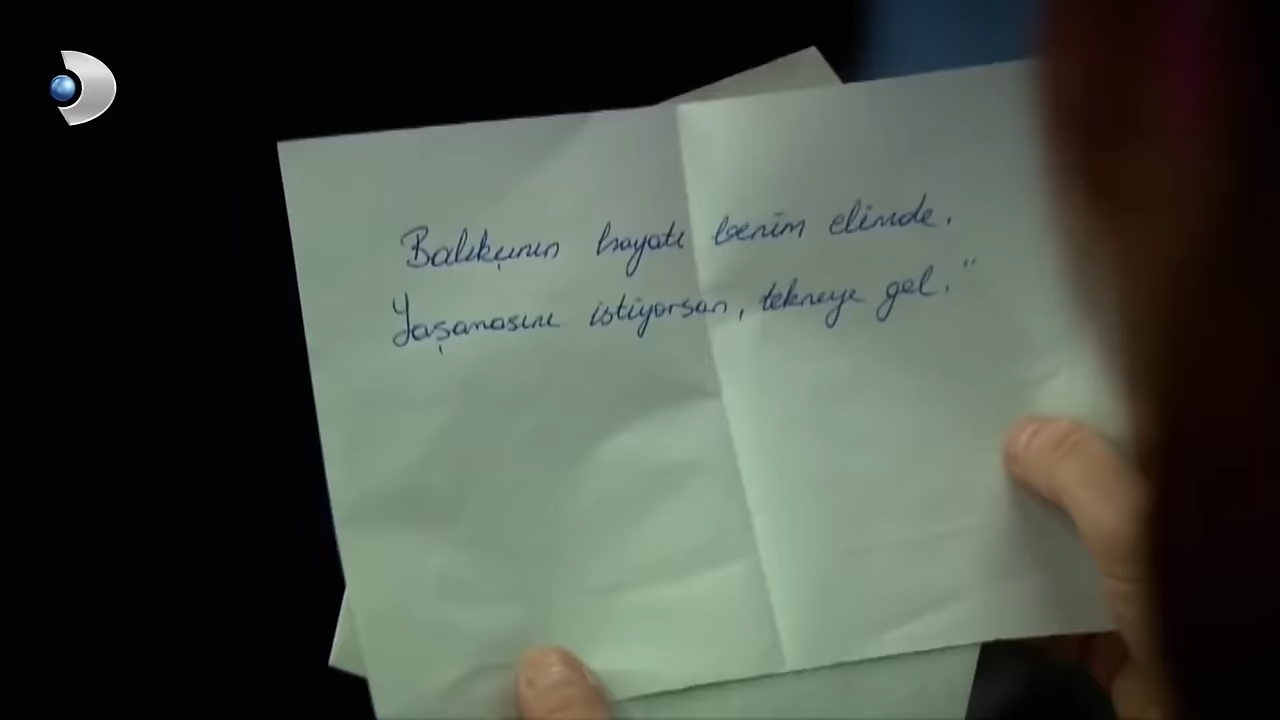 Balıkçının hayatı benim elimde.
Yaşamasını istiyorsan, tekneye gel."